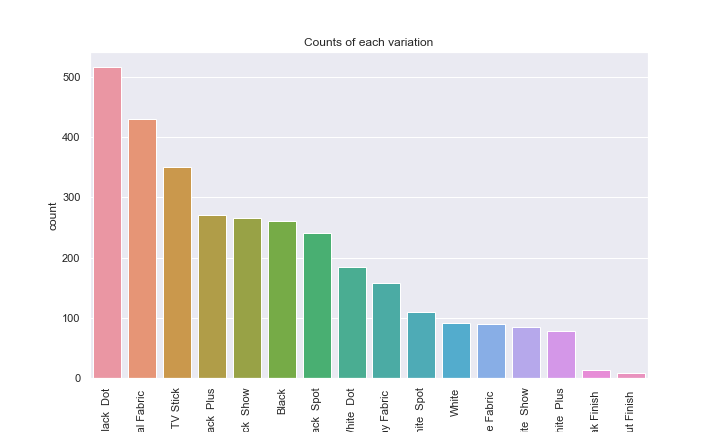 Counts of each variation
count
500
400
300
200
100
0
lack Dot
al Fabric
TV Stick
ack Plus
ck Show
Black
ack Spot
White Dot
ay Fabric
hite Spot
White
e Fabric
ite Show
hite Plus
ak Finish
ut Finish